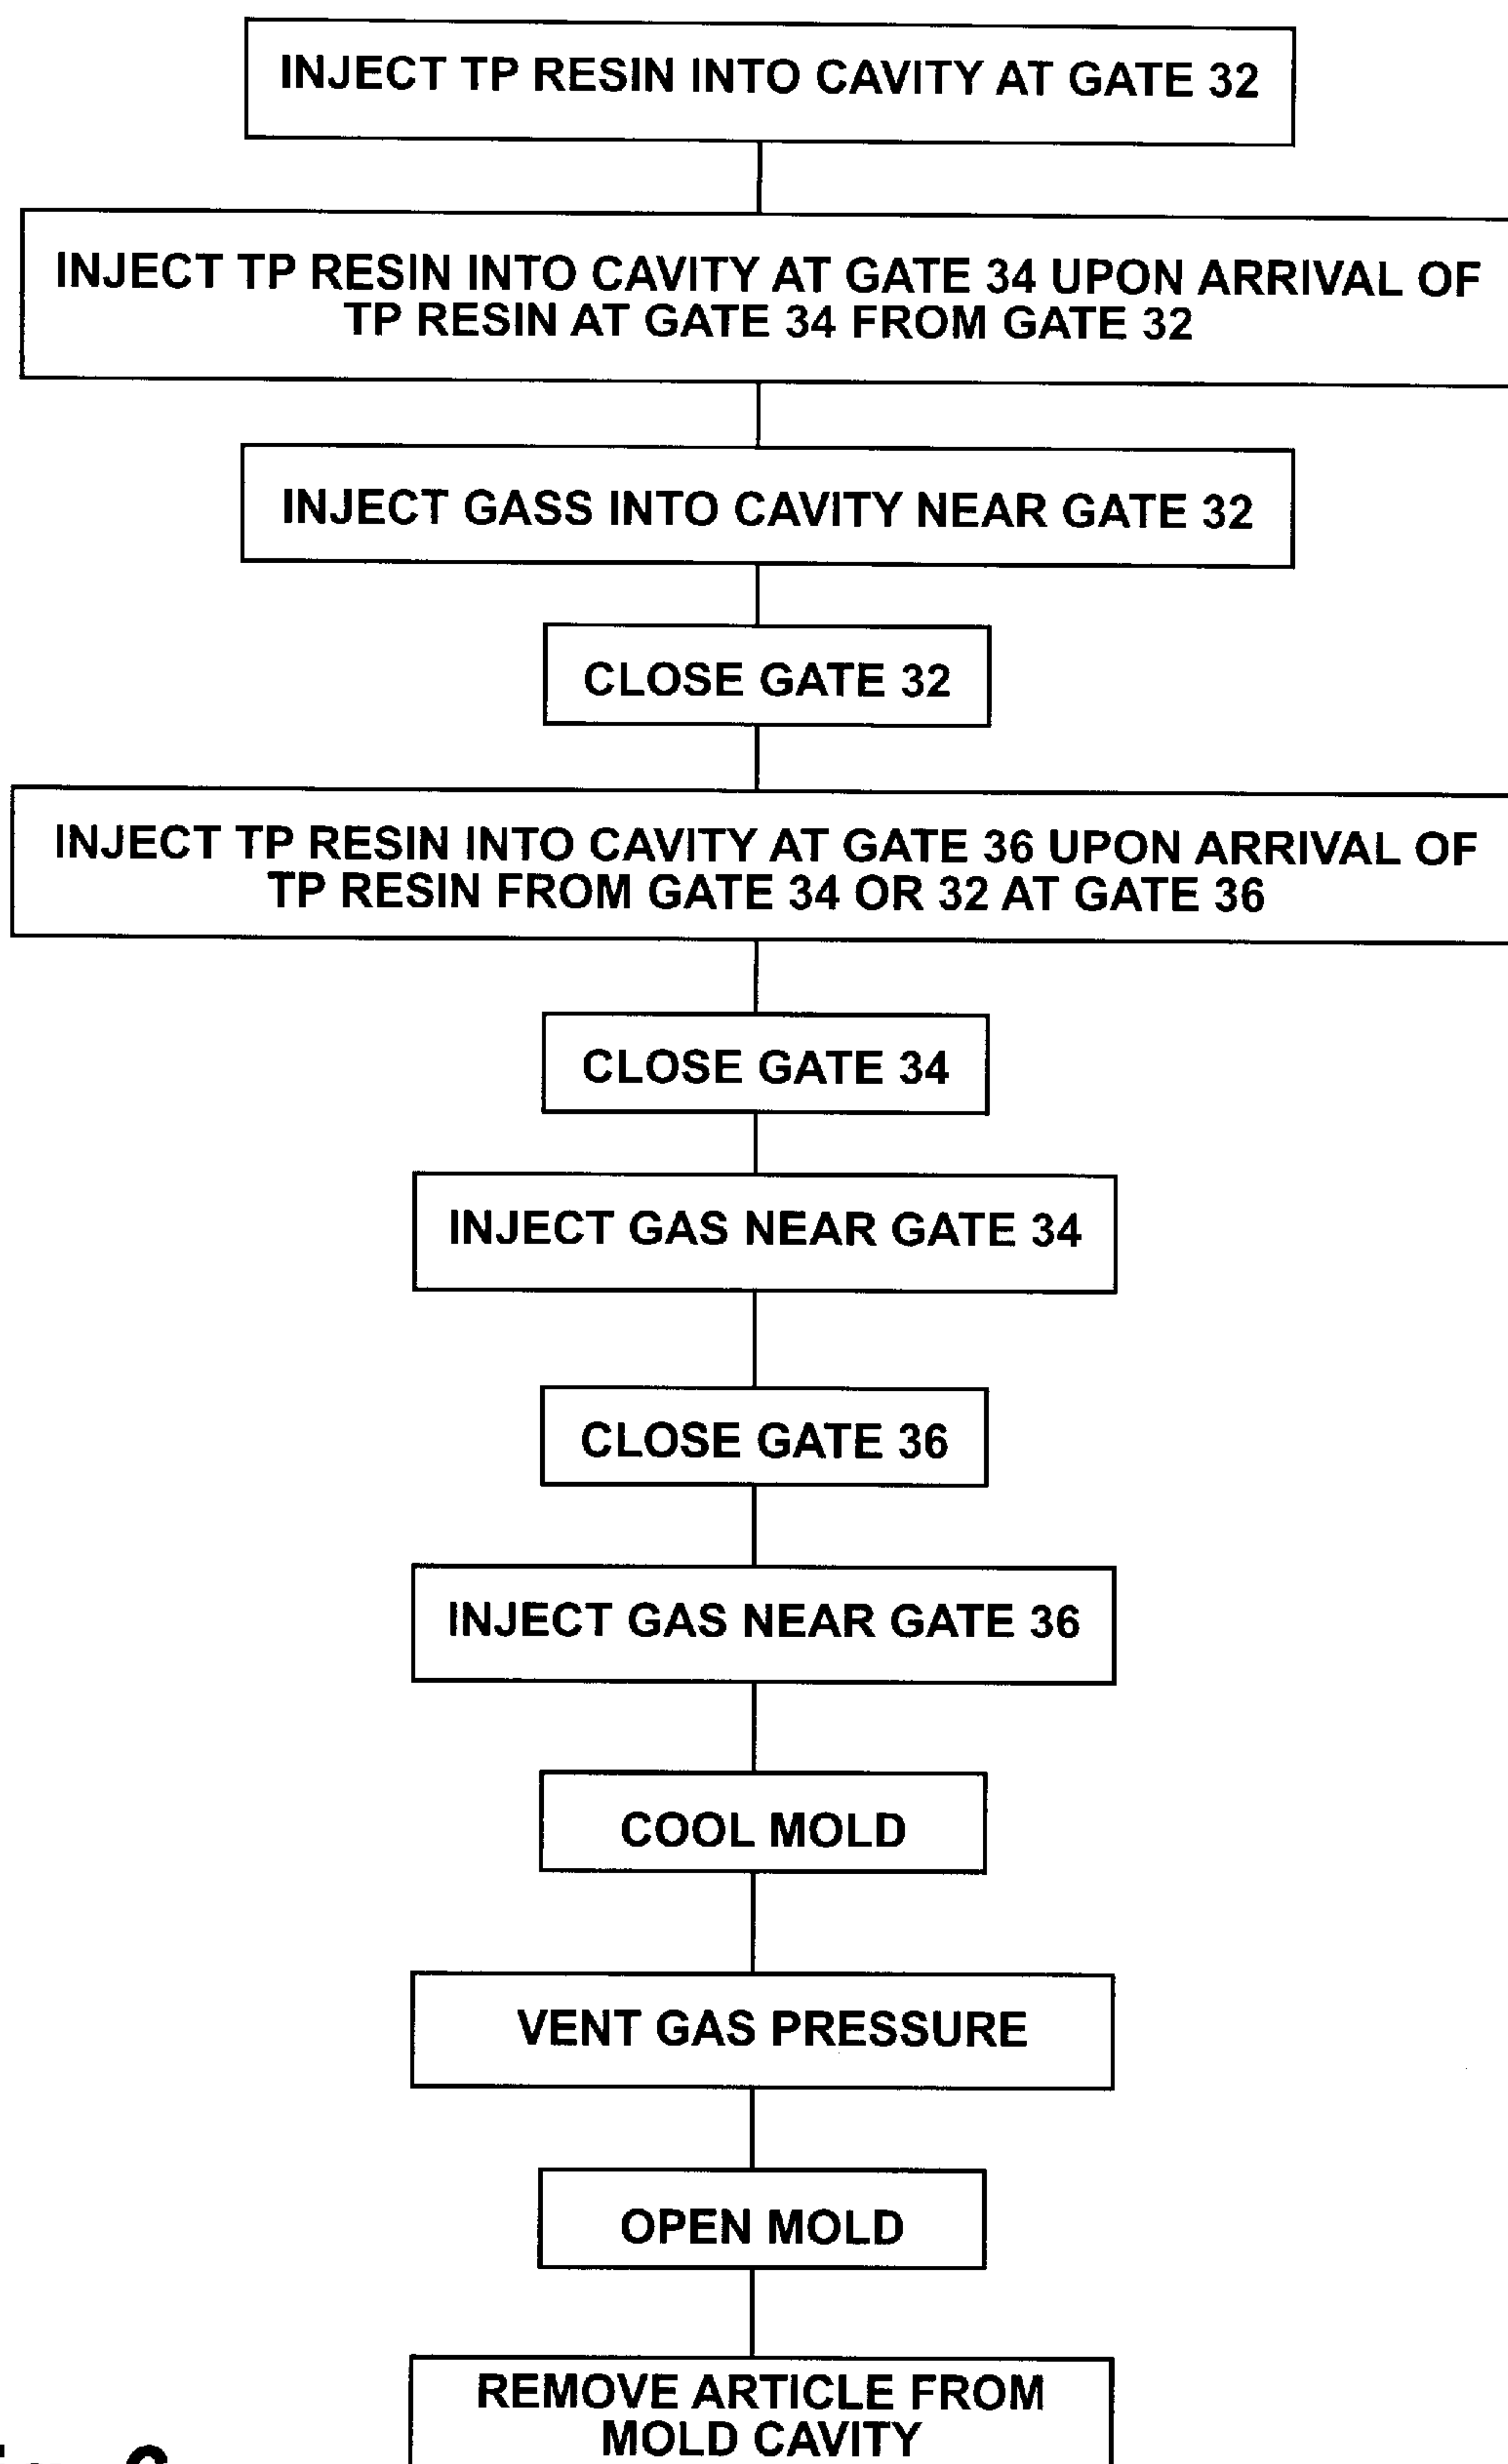 INJECT TP RESIN INTO CAVITY AT GATE 32
INJECT TP RESIN INTO CAVITY AT GATE 34 UPON ARRIVAL OF
TP RESIN AT GATE 34 FROM GATE 32
INJECT GASS INTO CAVITY NEAR GATE 32
CLOSE GATE 32
INJECT TP RESIN INTO CAVITY AT GATE 36 UPON ARRIVAL OF
TP RESIN FROM GATE 34 OR 32 AT GATE 36
CLOSE GATE 34
INJECT GAS NEAR GATE 34
CLOSE GATE 36
INJECT GAS NEAR GATE 36
COOL MOLD
VENT GAS PRESSURE
OPEN MOLD
REMOVE ARTICLE FROM
MOLD CAVITY